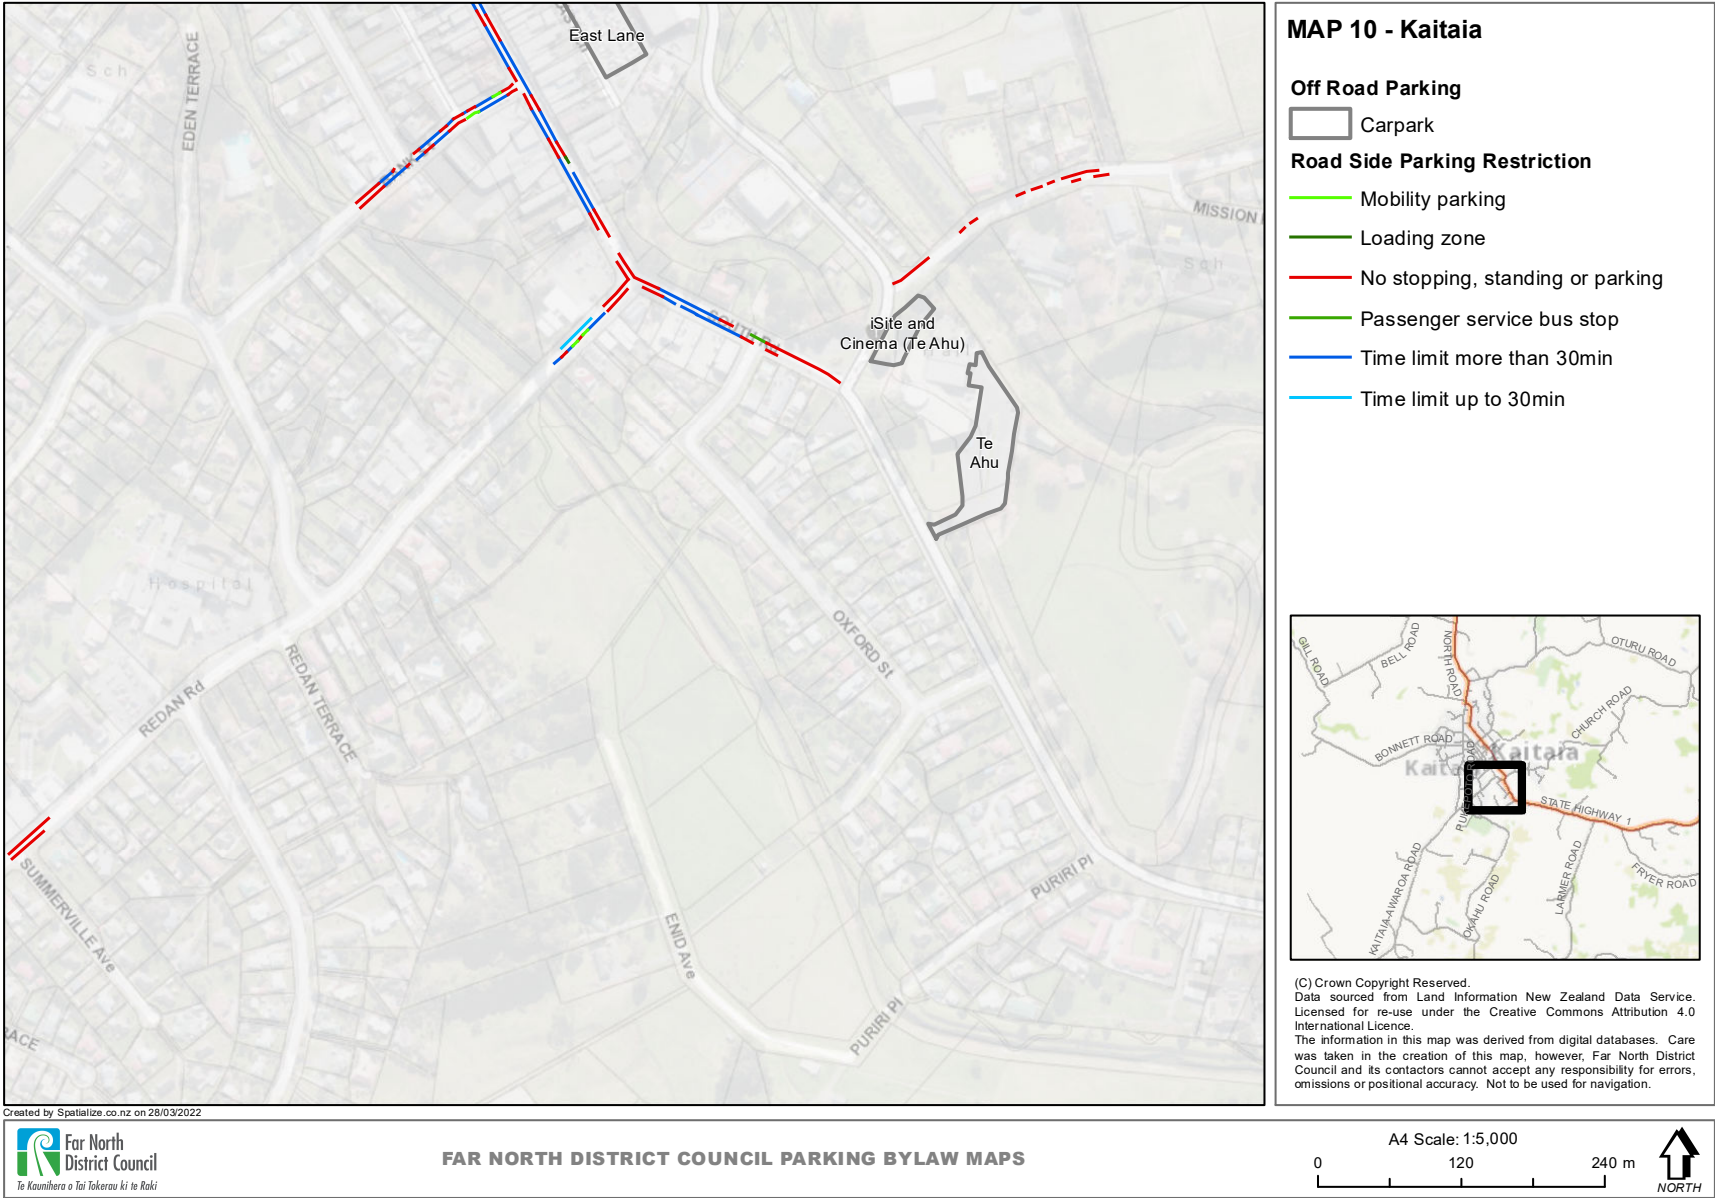 East Lane
Sch
EDEN TERRACE
MISSION
Sch
SOUTH Rd
iSite and
Cinema (Te Ahu)
Te
Ahu
Hospital
OXFORD St
REDAN TERRACE
REDAN Rd
SUMMERVILLE Ave
ENID Ave
PURIRI Pl
PURIRI Pl
Created by Spatialize.co.nz on 28/03/2022
MAP 10 - Kaitaia
Off Road Parking
Carpark
Road Side Parking Restriction
Mobility parking
Loading zone
No stopping, standing or parking
Passenger service bus stop
Time limit more than 30min
Time limit up to 30min
GILL ROAD
BELL ROAD
NORTH ROAD
OTURU ROAD
CHURCH ROAD
BONNETT ROAD
Kaitaia
STATE HIGHWAY 1
KAITAIA-AWAROA ROAD
OKAHU ROAD
LARMER ROAD
FRYER ROAD
(C) Crown Copyright Reserved.
Data sourced from Land Information New Zealand Data Service.
Licensed for re-use under the Creative Commons Attribution 4.0
International Licence.
The information in this map was derived from digital databases. Care
was taken in the creation of this map, however, Far North District
Council and its contactors cannot accept any responsibility for errors,
omissions or positional accuracy. Not to be used for navigation.
Far North
District Council
Te Kaunihera o Tai Tokerau ki te Raki
FAR NORTH DISTRICT COUNCIL PARKING BYLAW MAPS
A4 Scale: 1:5,000
0 120 240 m
NORTH